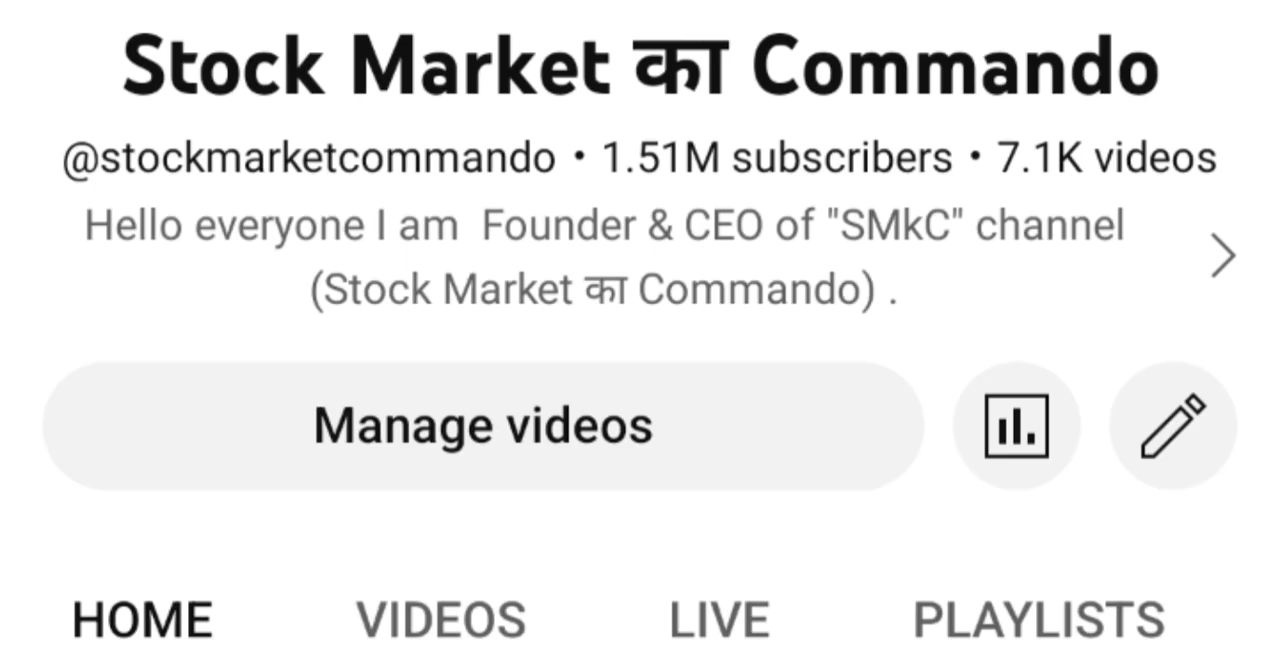 Stock Market का Commando
@stockmarketcommando • 1.51M subscribers • 7.1K videos
Hello everyone I am  Founder & CEO of "SMkC" channel
(Stock Market का Commando) .
Manage videos
HOME VIDEOS LIVE PLAYLISTS